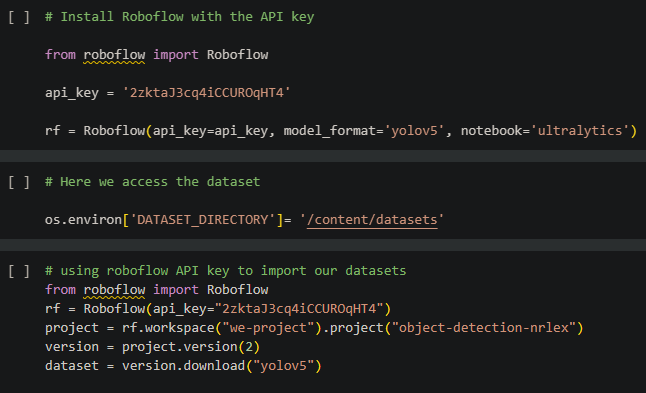 [ ] # Install Roboflow with the API key
from roboflow import Roboflow
api_key = '2zktaJ3cq4iCCUROqHT4'
rf = Roboflow(api_key=api_key, model_format='yolov5', notebook='ultralytics')
[ ] # Here we access the dataset
os.environ['DATASET_DIRECTORY']= '/content/datasets'
[ ] # using roboflow API key to import our datasets
from roboflow import Roboflow
rf = Roboflow(api_key="2zktaJ3cq4iCCUROqHT4")
project = rf.workspace("we-project").project("object-detection-nrlex")
version = project.version(2)
dataset = version.download("yolov5")